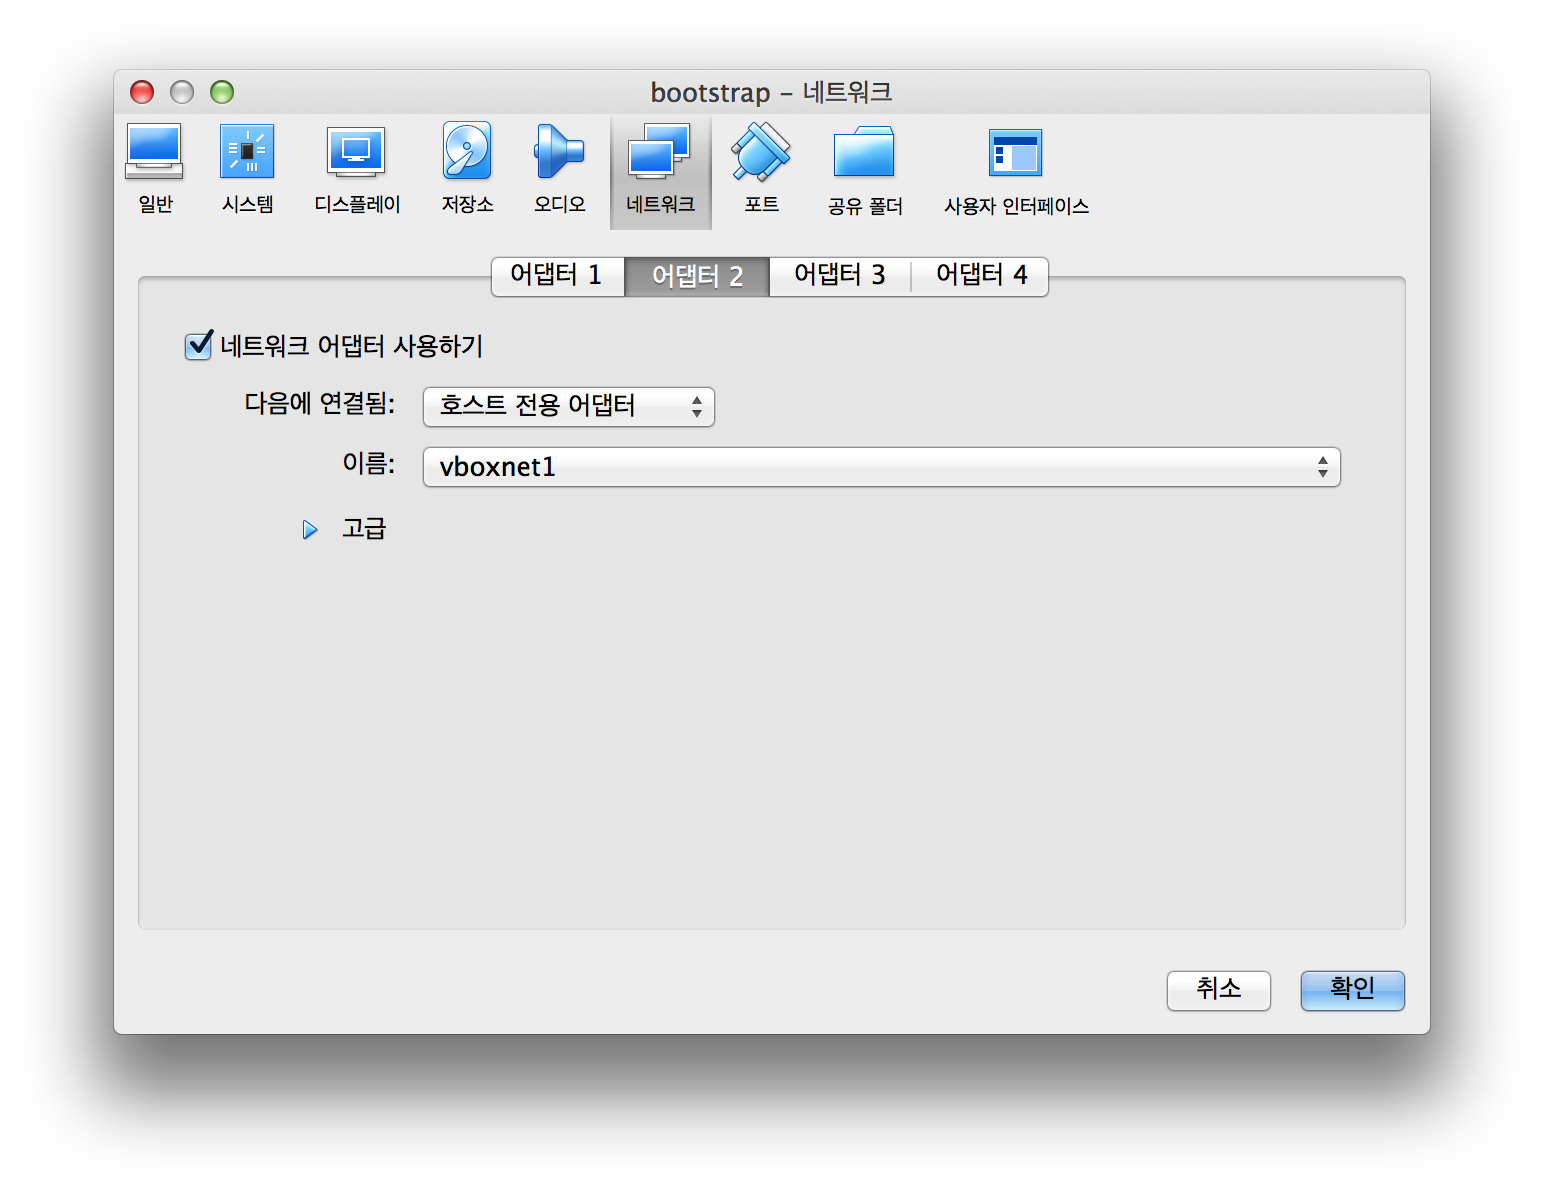 bootstrap – 네트워크
일반 시스템 디스플레이 저장소 오디오 네트워크 포트 공유 폴더 사용자 인터페이스
어댑터 1 어댑터 2 어댑터 3 어댑터 4
네트워크 어댑터 사용하기
다음에 연결됨: 호스트 전용 어댑터
이름: vboxnet1
고급
취소 확인